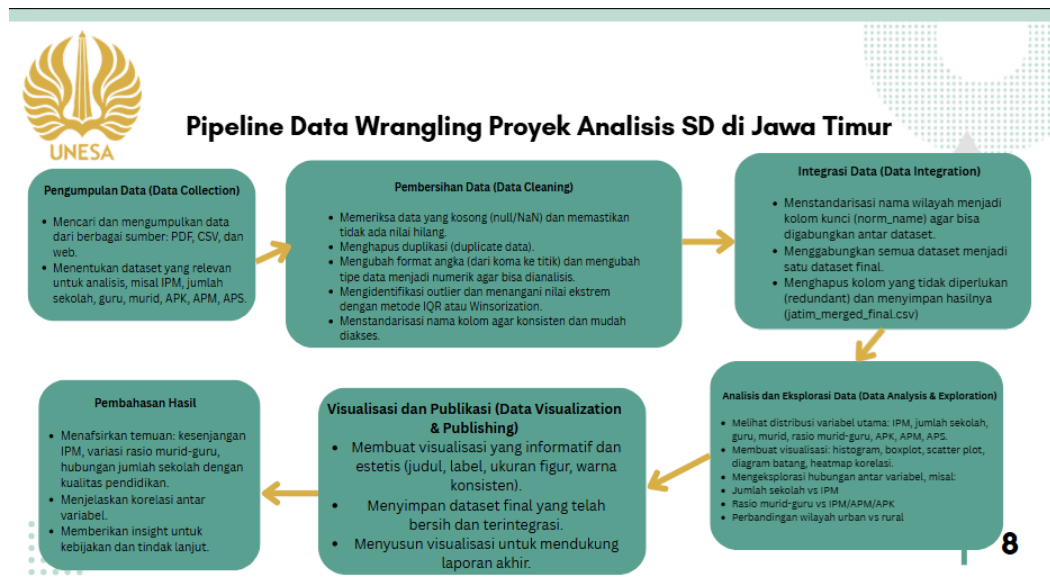 UNESA
Pipeline Data Wrangling Proyek Analisis SD di Jawa Timur
Pengumpulan Data (Data Collection)
• Mencari dan mengumpulkan data
dari berbagai sumber: PDF, CSV, dan
web.
• Menentukan dataset yang relevan
untuk analisis, misal IPM, jumlah
sekolah, guru, murid, APK, APM, APS.
Pembersihan Data (Data Cleaning)
• Memeriksa data yang kosong (null/NaN) dan memastikan
tidak ada nilai hilang.
• Menghapus duplikasi (duplicate data).
• Mengubah format angka (dari koma ke titik) dan mengubah
tipe data menjadi numerik agar bisa dianalisis.
• Mengidentifikasi outlier dan menangani nilai ekstrem
dengan metode IQR atau Winsorization.
• Menstandarisasi nama kolom agar konsisten dan mudah
diakses.
Integrasi Data (Data Integration)
• Menstandarisasi nama wilayah menjadi
kolom kunci (norm_name) agar bisa
digabungkan antar dataset.
• Menggabungkan semua dataset menjadi
satu dataset final.
• Menghapus kolom yang tidak diperlukan
(redundant) dan menyimpan hasilnya
(jatim_merged_final.csv)
Analisis dan Eksplorasi Data (Data Analysis & Exploration)
• Melihat distribusi variabel utama: IPM, jumlah sekolah,
guru, murid, rasio murid-guru, APK, APM, APS.
• Membuat visualisasi: histogram, boxplot, scatter plot,
diagram batang, heatmap korelasi.
• Mengeksplorasi hubungan antar variabel, misal:
• Jumlah sekolah vs IPM
• Rasio murid-guru vs IPM/APM/APK
• Perbandingan wilayah urban vs rural
Visualisasi dan Publikasi (Data Visualization
& Publishing)
• Membuat visualisasi yang informatif dan
estetis (judul, label, ukuran figur, warna
konsisten).
• Menyimpan dataset final yang telah
bersih dan terintegrasi.
• Menyusun visualisasi untuk mendukung
laporan akhir.
Pembahasan Hasil
• Menafsirkan temuan: kesenjangan
IPM, variasi rasio murid-guru,
hubungan jumlah sekolah dengan
kualitas pendidikan.
• Menjelaskan korelasi antar
variabel.
• Memberikan insight untuk
kebijakan dan tindak lanjut.
8